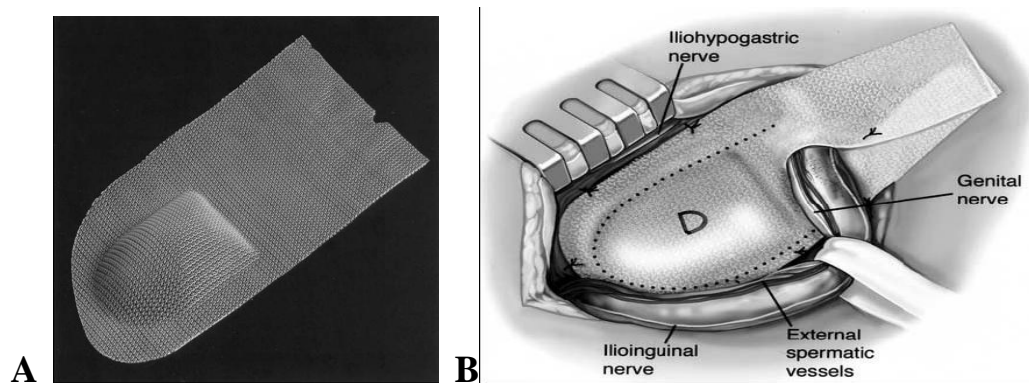 A
B
Iliohypogastric
nerve
D
Genital
nerve
Ilioinguinal
nerve
External
spermatic
vessels